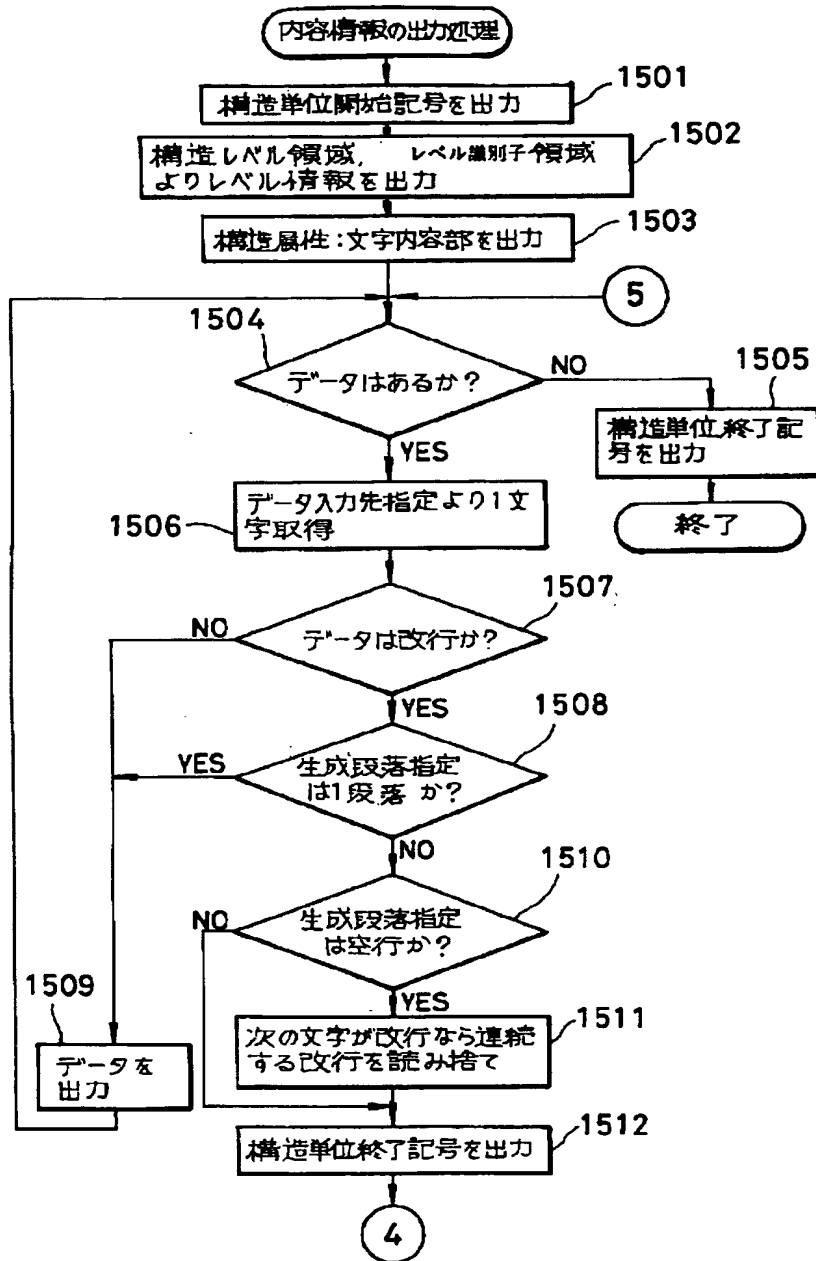 内容情報の出力処理
1501
構造単位開始記号を出力
1502
構造レベル領域, レベル識別子領域
よりレベル情報を出力
1503
構造属性:文字内容部を出力
5
1504
データはあるか?
NO
1505
構造単位終了記
号を出力
終了
YES
1506
データ入力先指定より1文
字取得
1507
データは改行か?
NO
YES
1508
生成段落指定
は1段落か?
YES
NO
1510
生成段落指定
は空行か?
NO
YES
1509
データを
出力
1511
次の文字が改行なら連続
する改行を読み捨て
1512
構造単位終了記号を出力
4